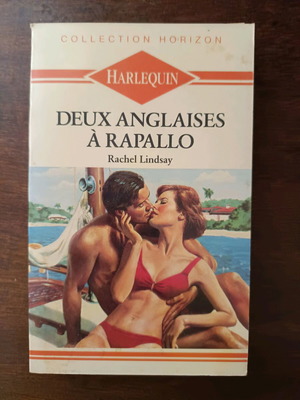 COLLECTION HORIZON
HARLEQUIN
DEUX ANGLAISES
À RAPALLO
Rachel Lindsay